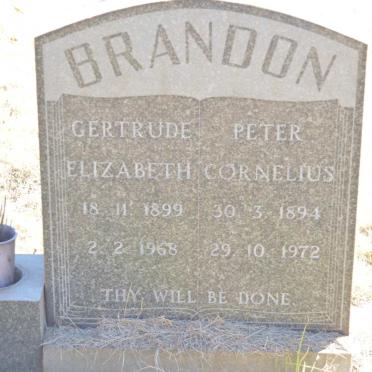 BRANDON
GERTRUDE
ELIZABETH
18. 11. 1899
2. 2. 1968
PETER
CORNELIUS
30. 3. 1894
29. 10. 1972
THY WILL BE DONE.